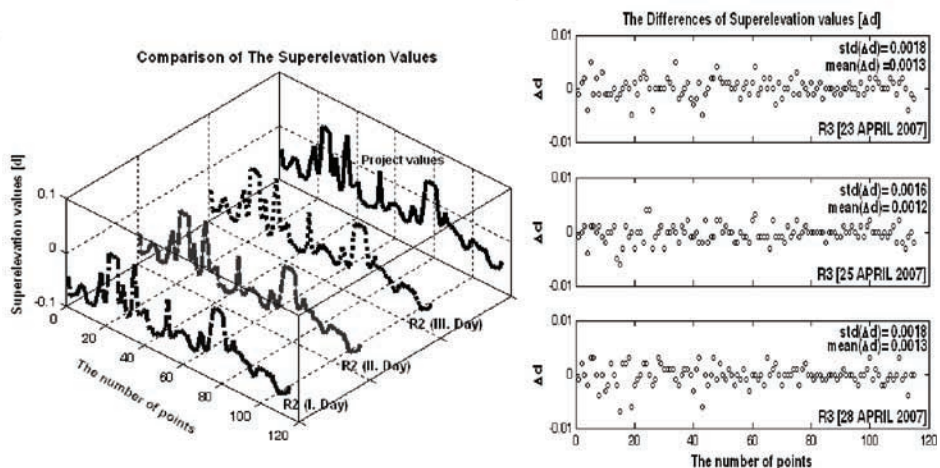 Comparison of The Superelevation Values
Superelevation values [d]
0.1
0
-0.1
0
20
40
60
80
100
120
The number of points
Project values
R2 (III. Day)
R2 (II. Day)
R2 (I. Day)
The Differences of Superelevation values [Δd]
0.01
0
-0.01
Δd
std(Δd)= 0.0018
mean(Δd) =0.0013
R3 [23 APRIL 2007]
0.01
0
-0.01
Δd
std(Δd)= 0.0016
mean(Δd)= 0.0012
R3 [25 APRIL 2007]
0.01
0
-0.01
Δd
std(Δd)= 0.0018
mean(Δd)= 0.0013
R3 [28 APRIL 2007]
0 20 40 60 80 100 120
The number of points